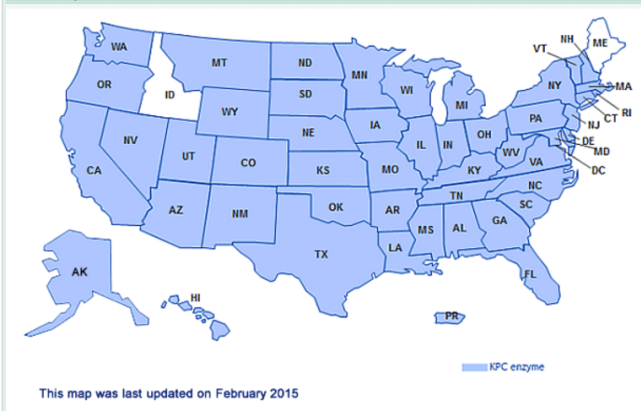 WA
MT
ND
MN
VT
NH
ME
OR
ID
WY
SD
WI
MI
NY
MA
RI
CT
NV
UT
CO
NE
IA
IL
IN
OH
PA
NJ
DE
MD
DC
CA
KS
MO
KY
WV
VA
NC
AZ
NM
OK
AR
TN
SC
TX
LA
MS
AL
GA
FL
AK
HI
PR
KPC enzyme
This map was last updated on February 2015